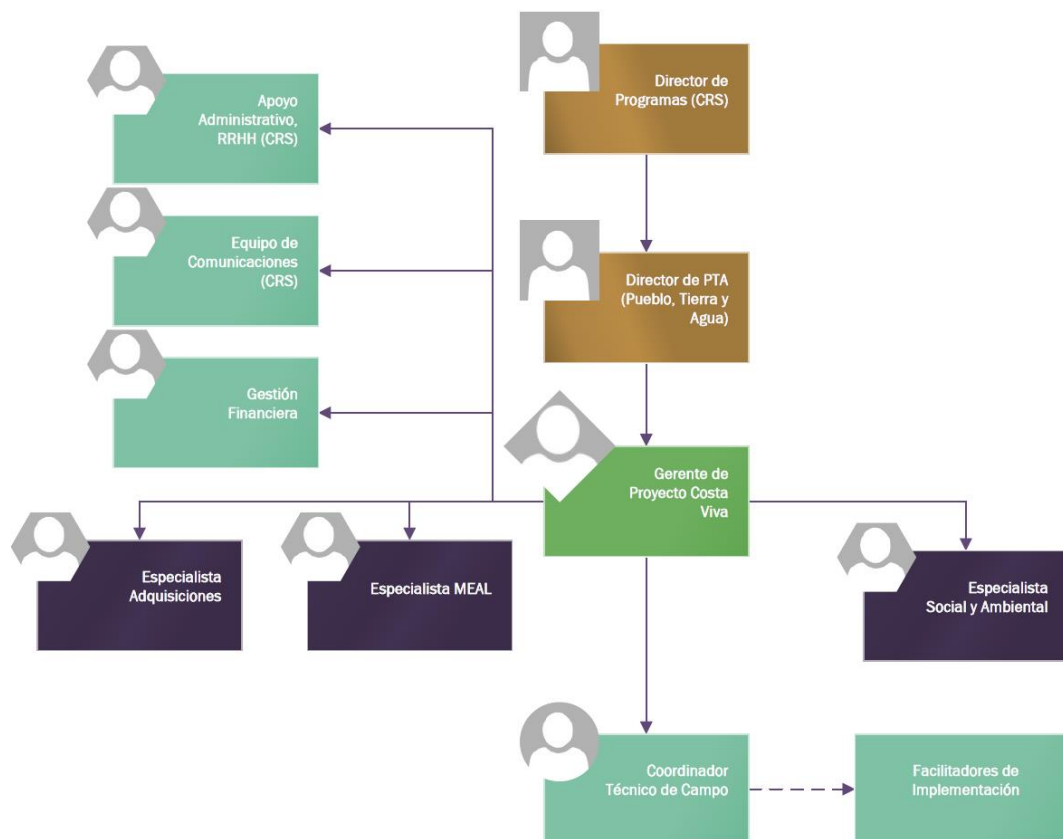 Director de
Programas (CRS)
Apoyo
Administrativo,
RRHH (CRS)
Equipo de
Comunicaciones
(CRS)
Director de PTA
(Pueblo, Tierra y
Agua)
Gestión
Financiera
Gerente de
Proyecto Costa
Viva
Especialista
Adquisiciones
Especialista MEAL
Especialista
Social y Ambiental
Coordinador
Técnico de Campo
Facilitadores de
Implementación